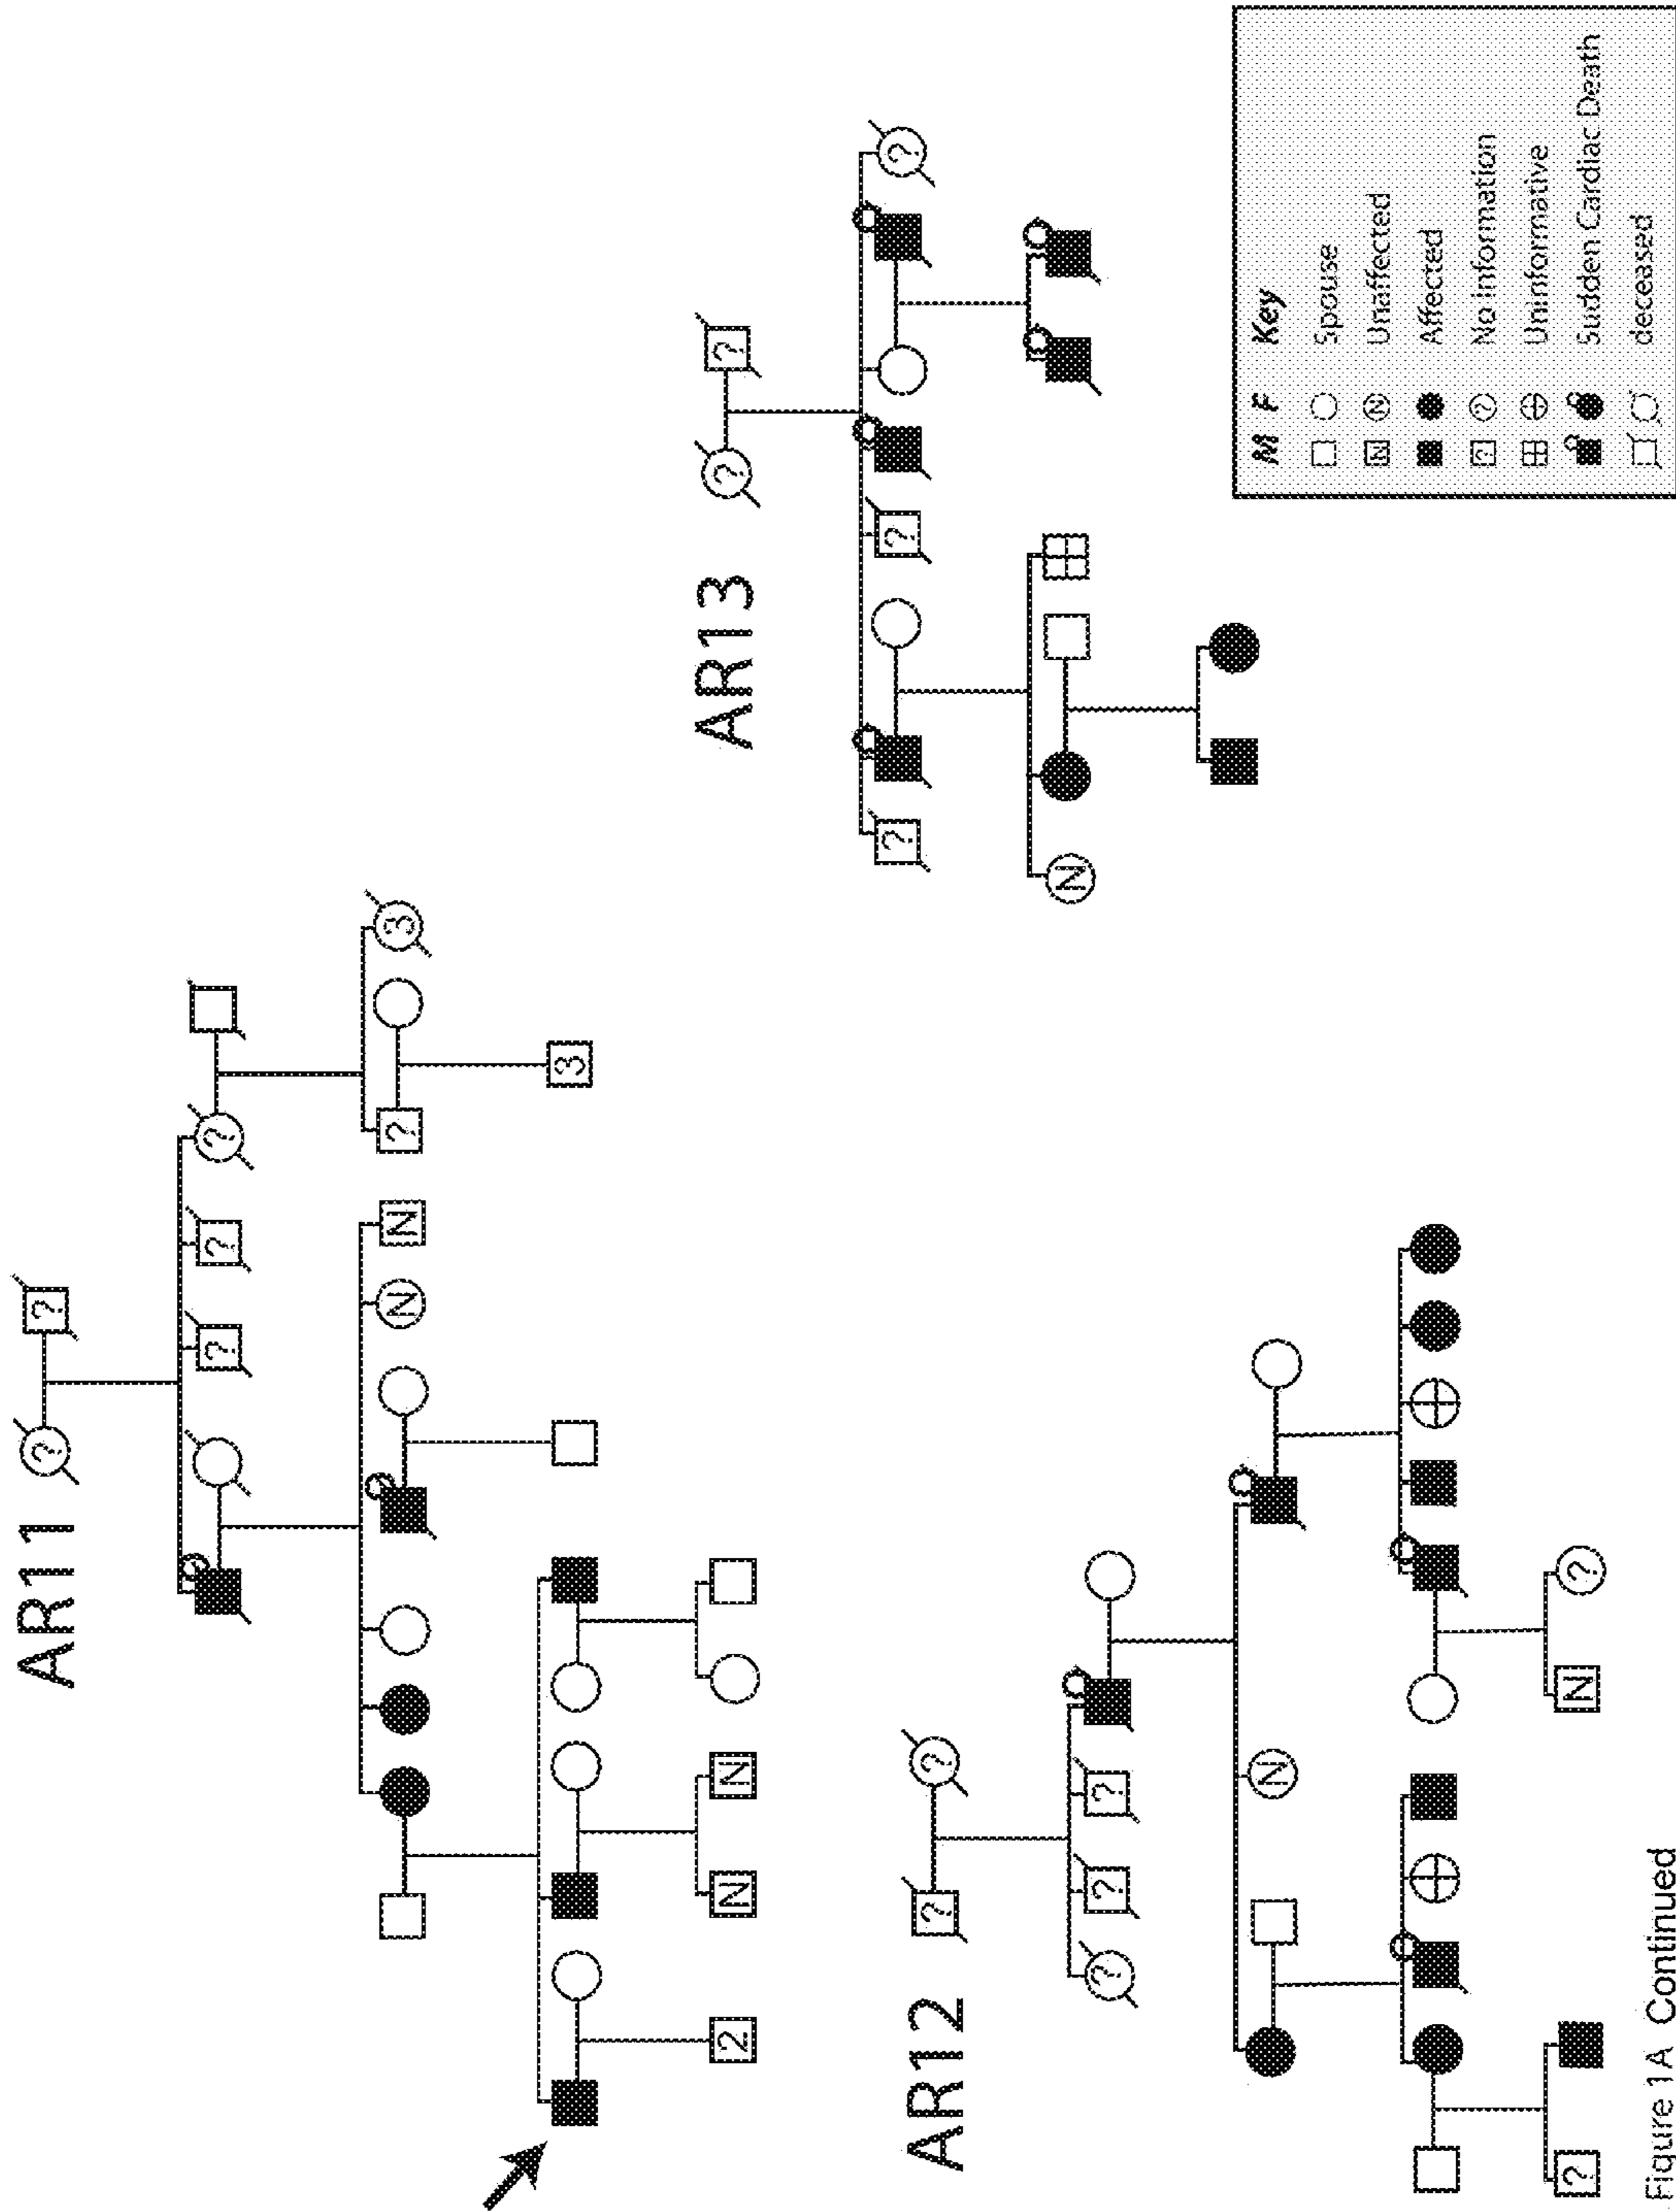 AR11
?
?
?
?
?
N
N
?
3
3
2
N
N
AR12
?
?
?
?
?
N
?
N
?
AR13
?
?
?
?
?
N
M F Key
Spouse
N N Unaffected
Affected
? ? No Information
Uninformative
Sudden Cardiac Death
deceased
Figure 1A Continued